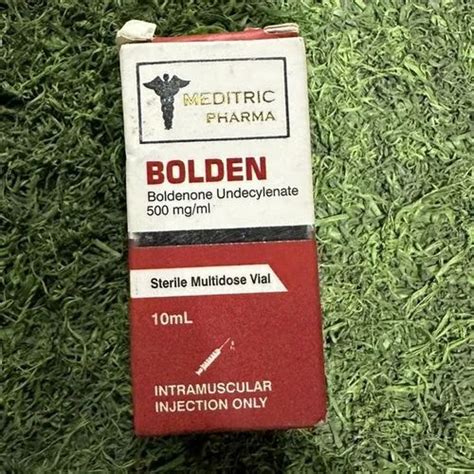 MEDITRIC
PHARMA
BOLDEN
Boldenone Undecylenate
500 mg/ml
Sterile Multidose Vial
10mL
INTRAMUSCULAR
INJECTION ONLY